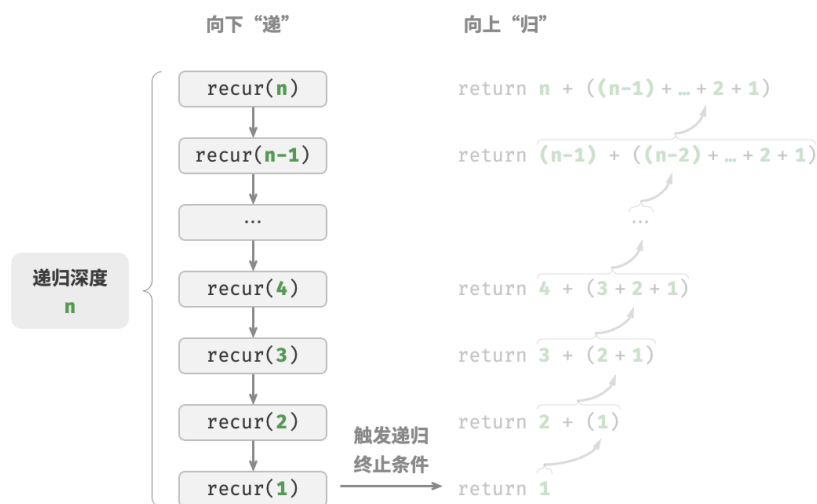 向下“递”
向上“归”
recur(n)
return n + ((n-1) + … + 2 + 1)
recur(n-1)
return (n-1) + ((n-2) + … + 2 + 1)
…
…
递归深度
n
recur(4)
return 4 + (3 + 2 + 1)
recur(3)
return 3 + (2 + 1)
recur(2)
return 2 + (1)
触发递归
终止条件
recur(1)
return 1